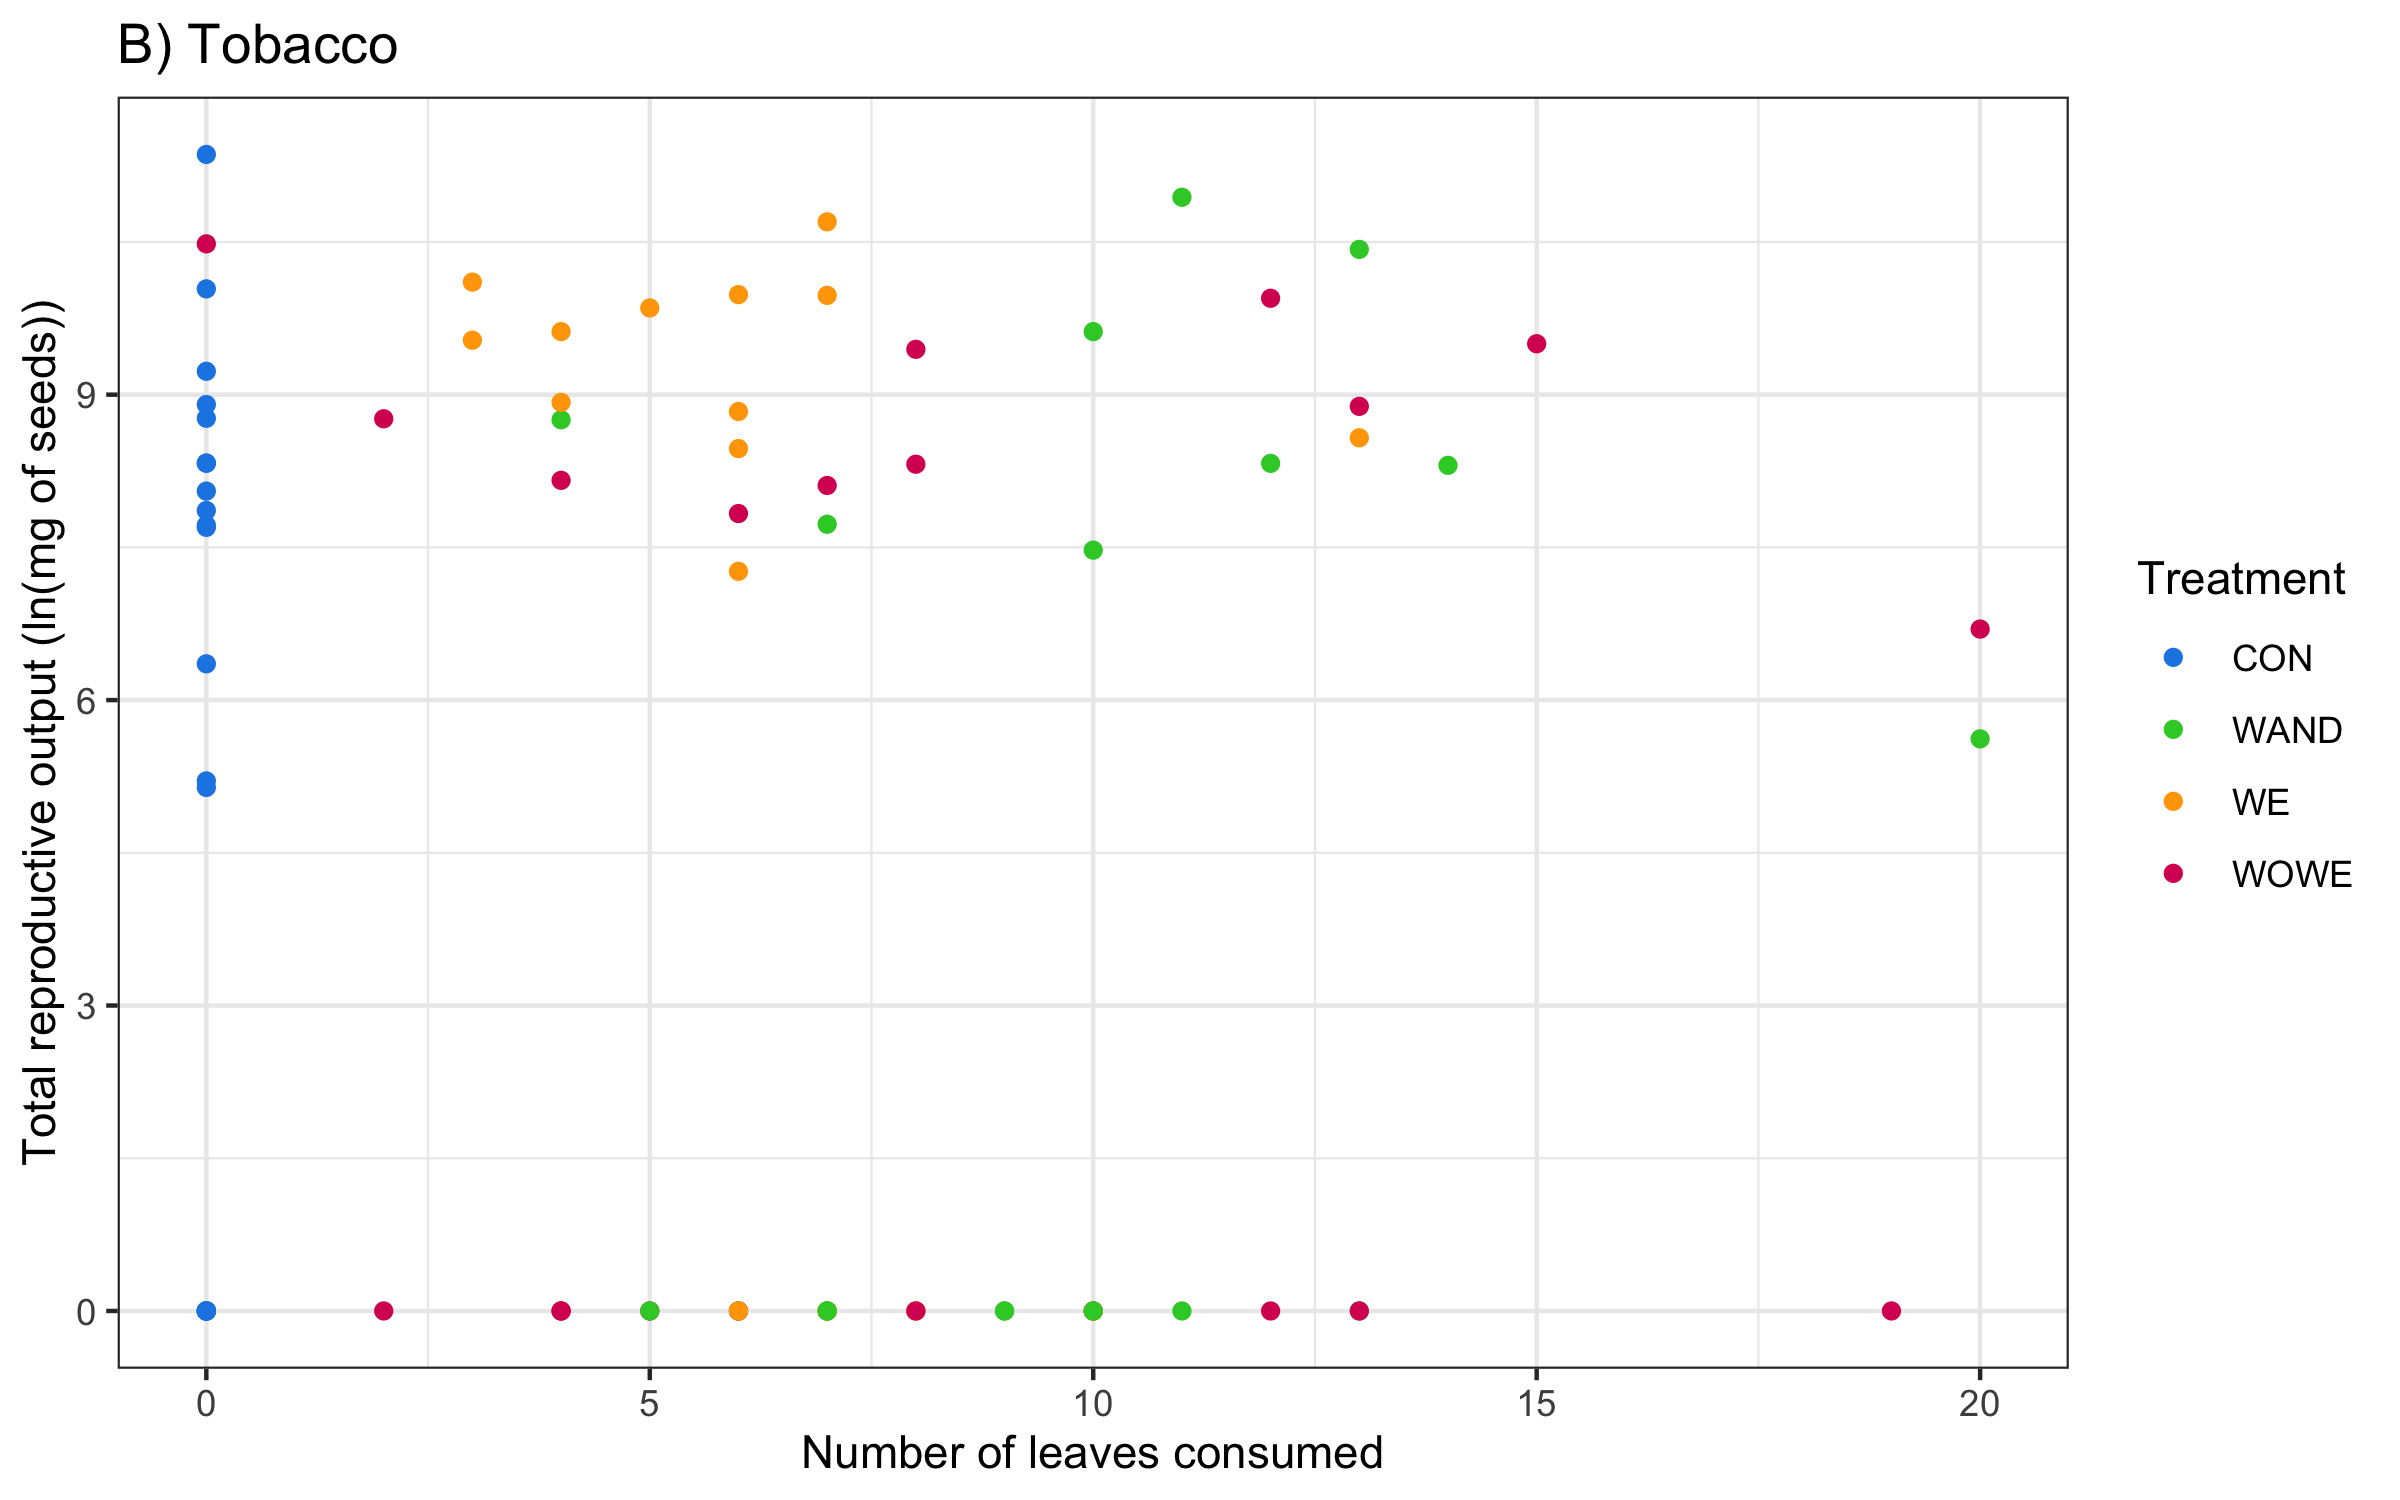 B) Tobacco
Total reproductive output (ln(mg of seeds))
9
6
3
0
0 5 10 15 20
Number of leaves consumed
Treatment
CON
WAND
WE
WOWE